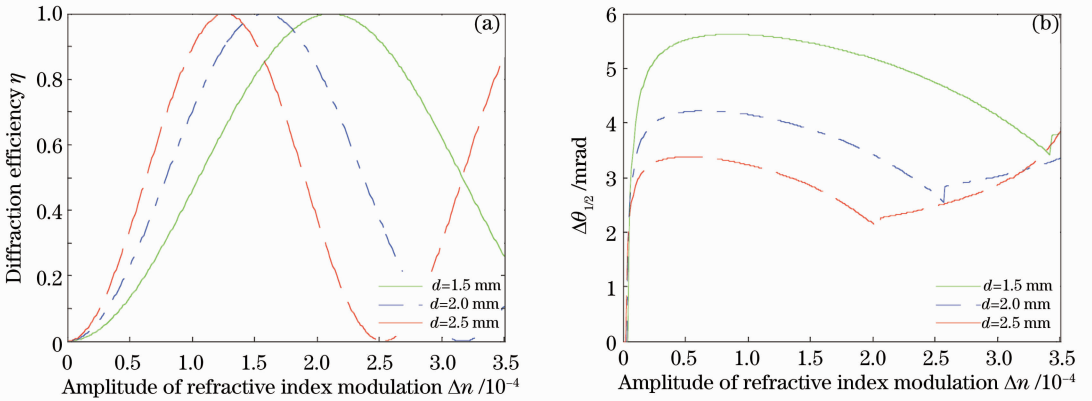 (a)
1.0
0.8
0.6
0.4
0.2
0
Diffraction efficiency η
d=1.5 mm
d=2.0 mm
d=2.5 mm
0 0.5 1.0 1.5 2.0 2.5 3.0 3.5
Amplitude of refractive index modulation Δn /10⁻⁴
(b)
6
5
4
3
2
1
0
Δθ₁/₂ /mrad
d=1.5 mm
d=2.0 mm
d=2.5 mm
0 0.5 1.0 1.5 2.0 2.5 3.0 3.5
Amplitude of refractive index modulation Δn /10⁻⁴